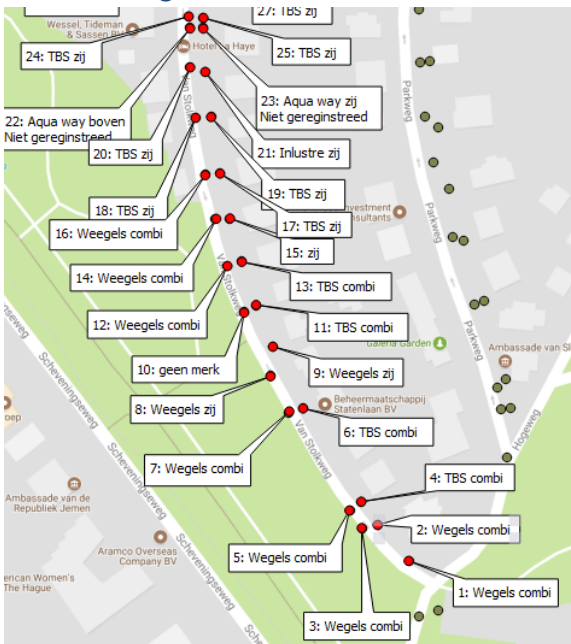 27: TBS zij
Wessel, Tideman
& Sassen BV
24: TBS zij
Hotel La Haye
25: TBS zij
Van Stolkweg
Parkweg
22: Aqua way boven
Niet gereginstreed
23: Aqua way zij
Niet gereginstreed
20: TBS zij
21: Inlustre zij
19: TBS zij
18: TBS zij
17: TBS zij
16: Weegels combi
Investment
Consultants
Parkweg
15: zij
14: Weegels combi
Van Stolkweg
13: TBS combi
12: Weegels combi
11: TBS combi
Scheveningseweg
Scheveningseweg
Parkweg
Galeria Garden
10: geen merk
9: Weegels zij
Ambassade van Sl
8: Weegels zij
Beheermaatschappij
Statenlaan BV
6: TBS combi
Hogeweg
Van Stolkweg
7: Wegels combi
4: TBS combi
Ambassade van de
Republiek Jemen
Scheveningseweg
2: Wegels combi
5: Wegels combi
Aramco Overseas
Company BV
Scheveningseweg
1: Wegels combi
erican Women's
The Hague
3: Wegels combi